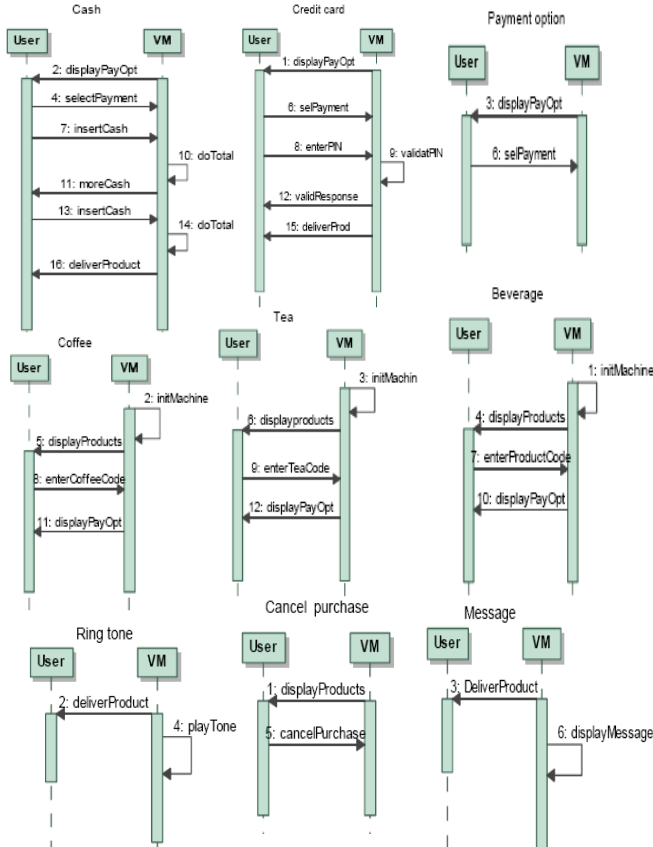 Cash
User
VM
2: displayPayOpt
4: selectPayment
7: insertCash
10: doTotal
11: moreCash
13: insertCash
14: doTotal
16: deliverProduct
Credit card
User
VM
1: displayPayOpt
6: selPayment
8: enterPIN
9: validatPIN
12: validResponse
15: deliverProd
Payment option
User
VM
3: displayPayOpt
6: selPayment
Coffee
User
VM
2: initMachine
5: displayProducts
8: enterCoffeeCode
11: displayPayOpt
Tea
User
VM
3: initMachin
6: displayproducts
9: enterTeaCode
12: displayPayOpt
Beverage
User
VM
1: initMachine
4: displayProducts
7: enterProductCode
10: displayPayOpt
Ring tone
User
VM
2: deliverProduct
4: playTone
Cancel purchase
User
VM
1: displayProducts
5: cancelPurchase
Message
User
VM
3: DeliverProduct
6: displayMessage